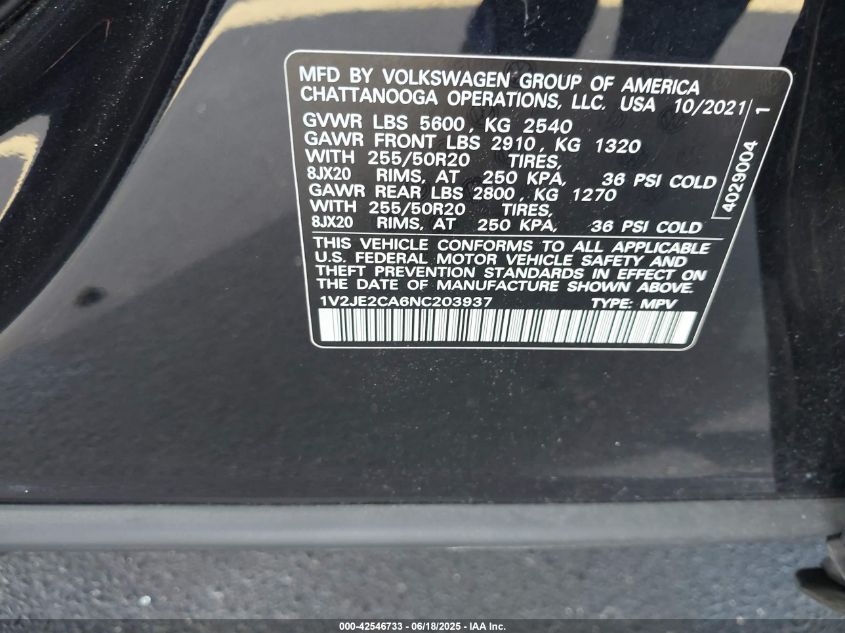 MFD BY VOLKSWAGEN GROUP OF AMERICA
CHATTANOOGA OPERATIONS, LLC. USA 10/2021
GVWR LBS 5600, KG 2540
GAWR FRONT LBS 2910, KG 1320
WITH 255/50R20 TIRES,
8JX20 RIMS, AT 250 KPA, 36 PSI COLD
GAWR REAR LBS 2800, KG 1270
WITH 255/50R20 TIRES,
8JX20 RIMS, AT 250 KPA, 36 PSI COLD
THIS VEHICLE CONFORMS TO ALL APPLICABLE
U.S. FEDERAL MOTOR VEHICLE SAFETY AND
THEFT PREVENTION STANDARDS IN EFFECT ON
THE DATE OF MANUFACTURE SHOWN ABOVE.
1V2JE2CA6NC203937 TYPE: MPV
4029004 1
000-42546733 - 06/18/2025 - IAA Inc.